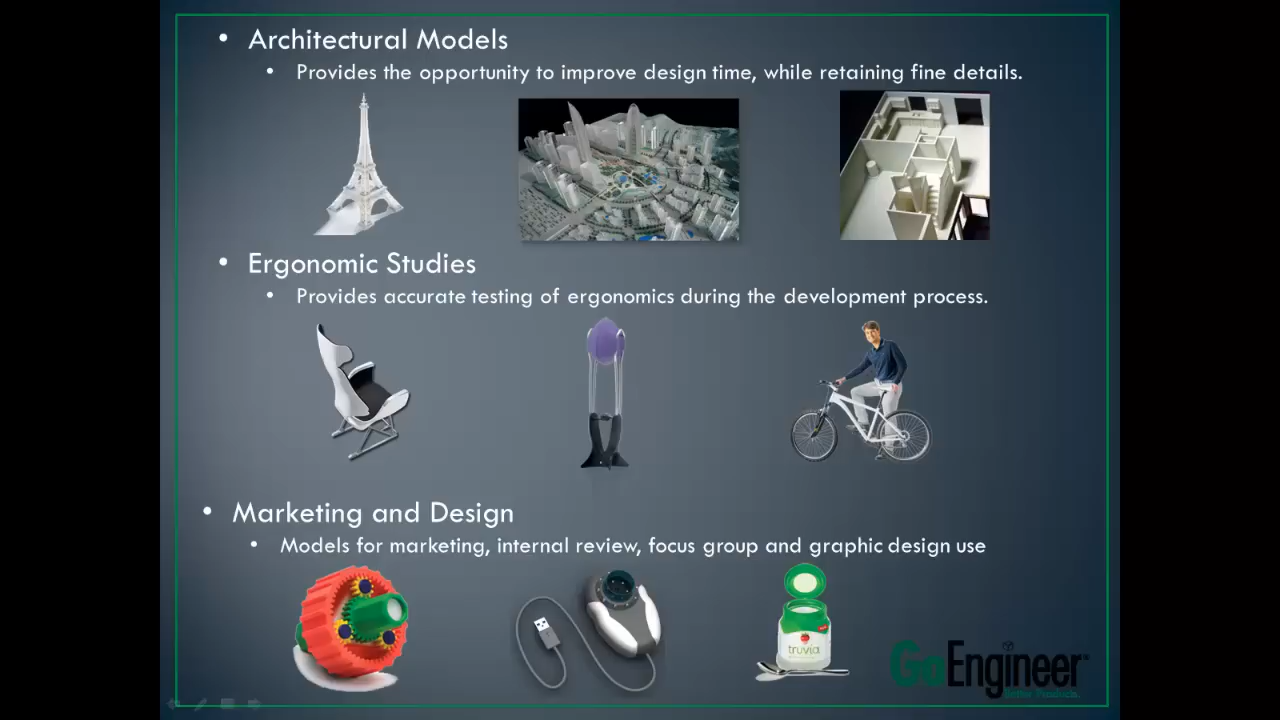 • Architectural Models
• Provides the opportunity to improve design time, while retaining fine details.
• Ergonomic Studies
• Provides accurate testing of ergonomics during the development process.
• Marketing and Design
• Models for marketing, internal review, focus group and graphic design use
truvia
GoEngineer
Better Products.